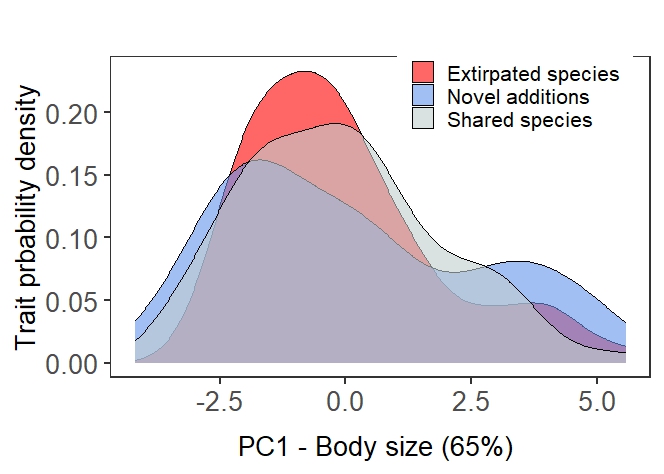 Extirpated species
Novel additions
Shared species
Trait prbability density
0.20
0.15
0.10
0.05
0.00
-2.5 0.0 2.5 5.0
PC1 - Body size (65%)